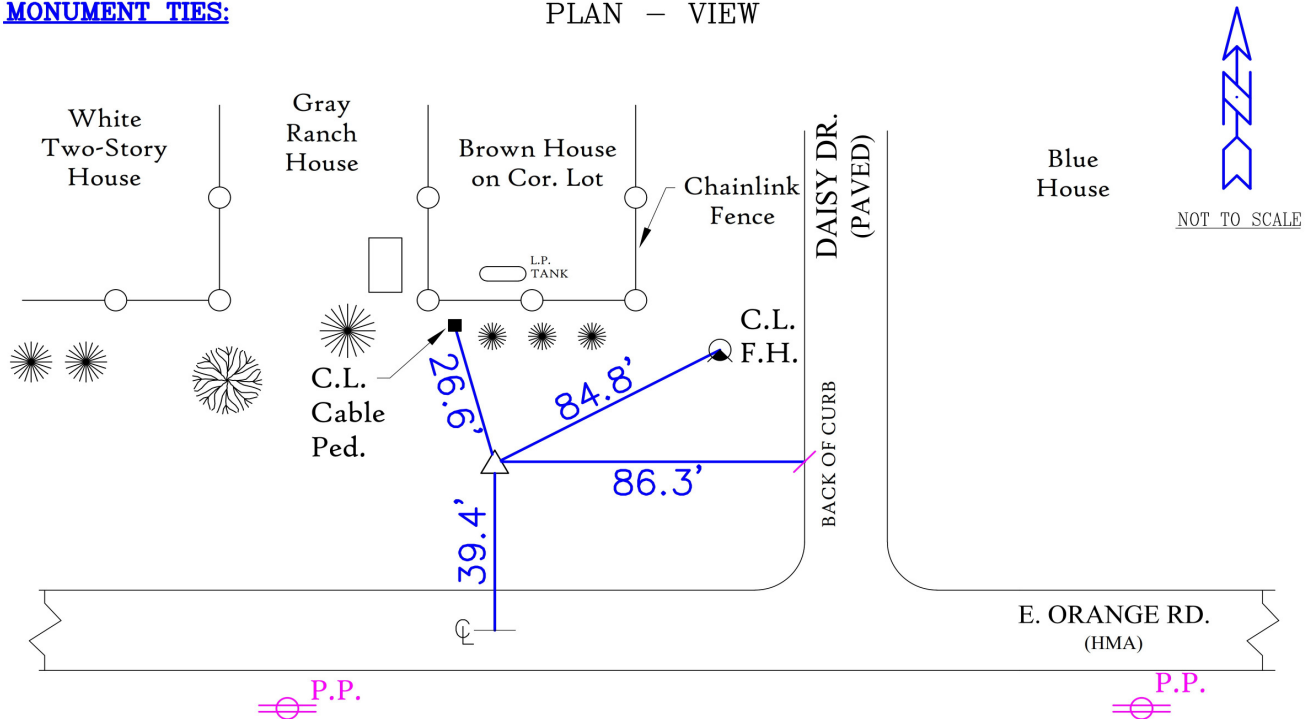 MONUMENT TIES:
PLAN - VIEW
White
Two-Story
House
Gray
Ranch
House
Brown House
on Cor. Lot
Chainlink
Fence
DAISY DR.
(PAVED)
Blue
House
N
NOT TO SCALE
L.P.
TANK
C.L.
F.H.
C.L.
Cable
Ped.
26.6'
84.8'
86.3'
BACK OF CURB
39.4'
℄
E. ORANGE RD.
(HMA)
P.P.
P.P.